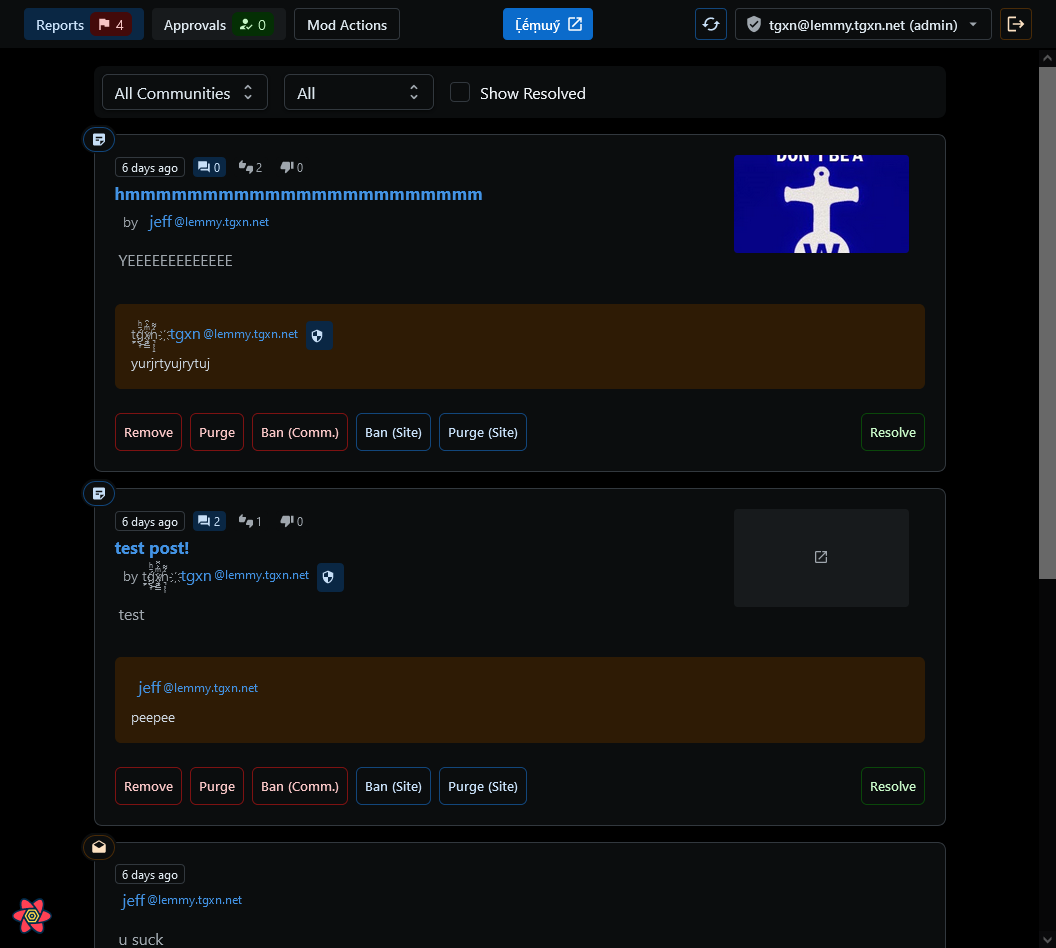 Reports 4 Approvals 0 Mod Actions tgxn@lemmy.tgxn.net (admin)
All Communities All Show Resolved
6 days ago 0 2 0
DON'T BE A
hmmmmmmmmmmmmmmmmmmmmmmm
by jeff@lemmy.tgxn.net
W
YEEEEEEEEEEEEE
tgxn@lemmy.tgxn.net
yurjrtyujrytuj
Remove Purge Ban (Comm.) Ban (Site) Purge (Site) Resolve
6 days ago 2 1 0
test post!
by tgxn@lemmy.tgxn.net
test
jeff@lemmy.tgxn.net
peepee
Remove Purge Ban (Comm.) Ban (Site) Purge (Site) Resolve
6 days ago
jeff@lemmy.tgxn.net
u suck